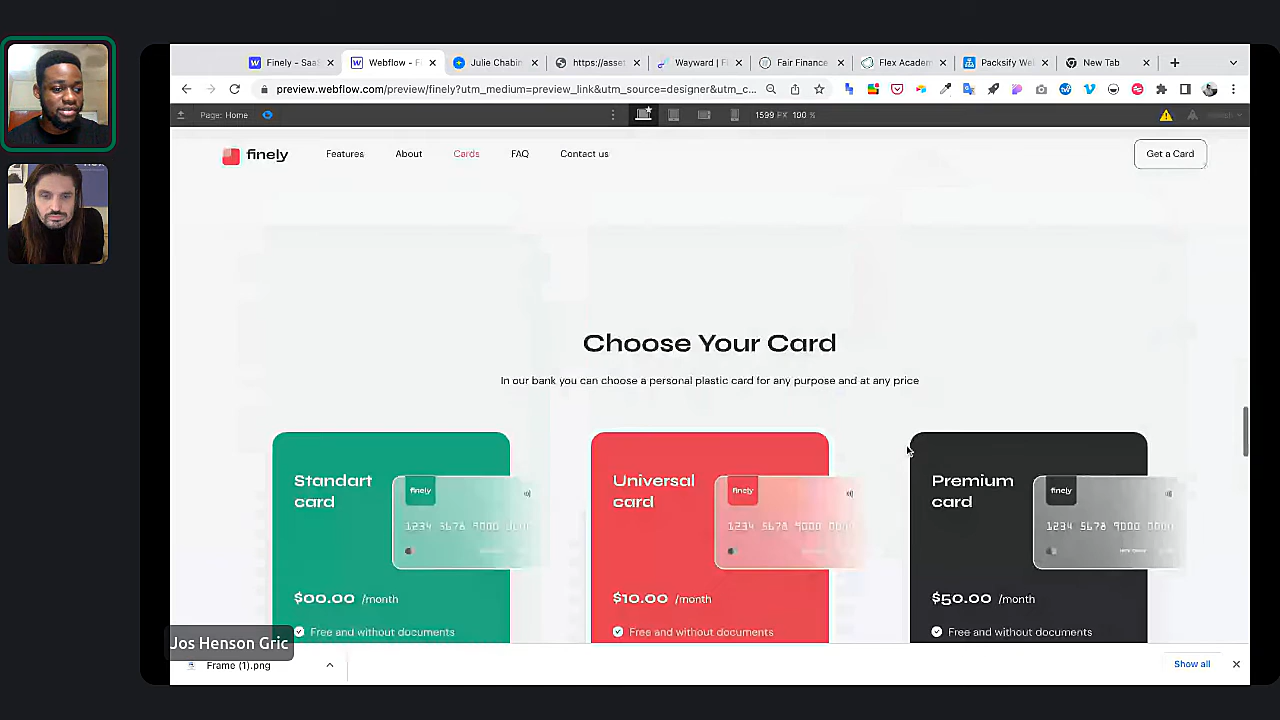 Finely - Saa
Webflow - F
Julie Chabin
https://asset
Wayward | F
Fair Finance
Flex Acade
Packsify We
New Tab
preview.webflow.com/preview/finely?utm_medium=preview_link&utm_source=designer&utm_c...
Page: Home
1599 PX 100 %
finely
Features
About
Cards
FAQ
Contact us
Get a Card
Choose Your Card
In our bank you can choose a personal plastic card for any purpose and at any price
Standart
card
finely
1234 5678 9000
$00.00 /month
Free and without documents
Universal
card
finely
1234 5678 9000 00
$10.00 /month
Free and without documents
Premium
card
finely
1234 5678 9000 000
$50.00 /month
Free and without documents
Jos Henson Gric
Frame (1).png
Show all